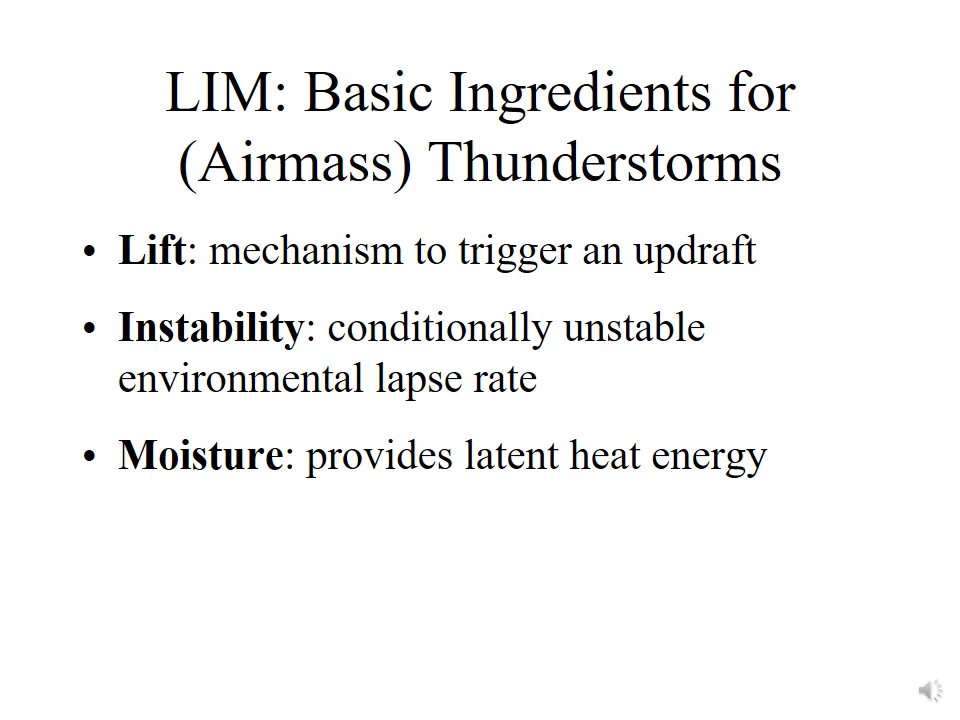 LIM: Basic Ingredients for
(Airmass) Thunderstorms
• Lift: mechanism to trigger an updraft
• Instability: conditionally unstable
environmental lapse rate
• Moisture: provides latent heat energy